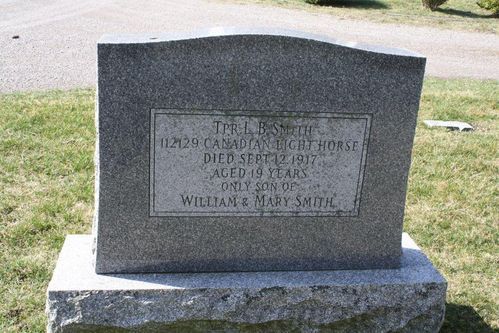 TPR. L. B. SMITH
112129 CANADIAN LIGHT HORSE
DIED SEPT. 12, 1917
AGED 19 YEARS
ONLY SON OF
WILLIAM & MARY SMITH